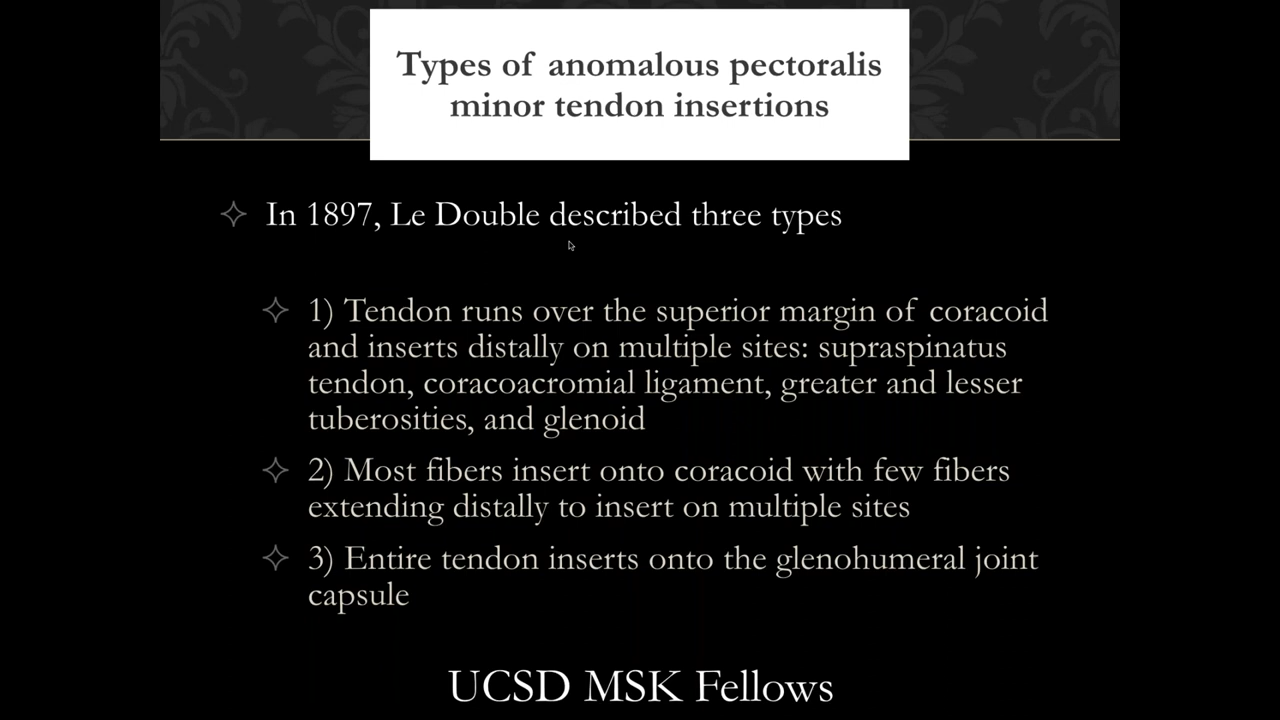 Types of anomalous pectoralis
minor tendon insertions
In 1897, Le Double described three types
1) Tendon runs over the superior margin of coracoid
and inserts distally on multiple sites: supraspinatus
tendon, coracoacromial ligament, greater and lesser
tuberosities, and glenoid
2) Most fibers insert onto coracoid with few fibers
extending distally to insert on multiple sites
3) Entire tendon inserts onto the glenohumeral joint
capsule
UCSD MSK Fellows